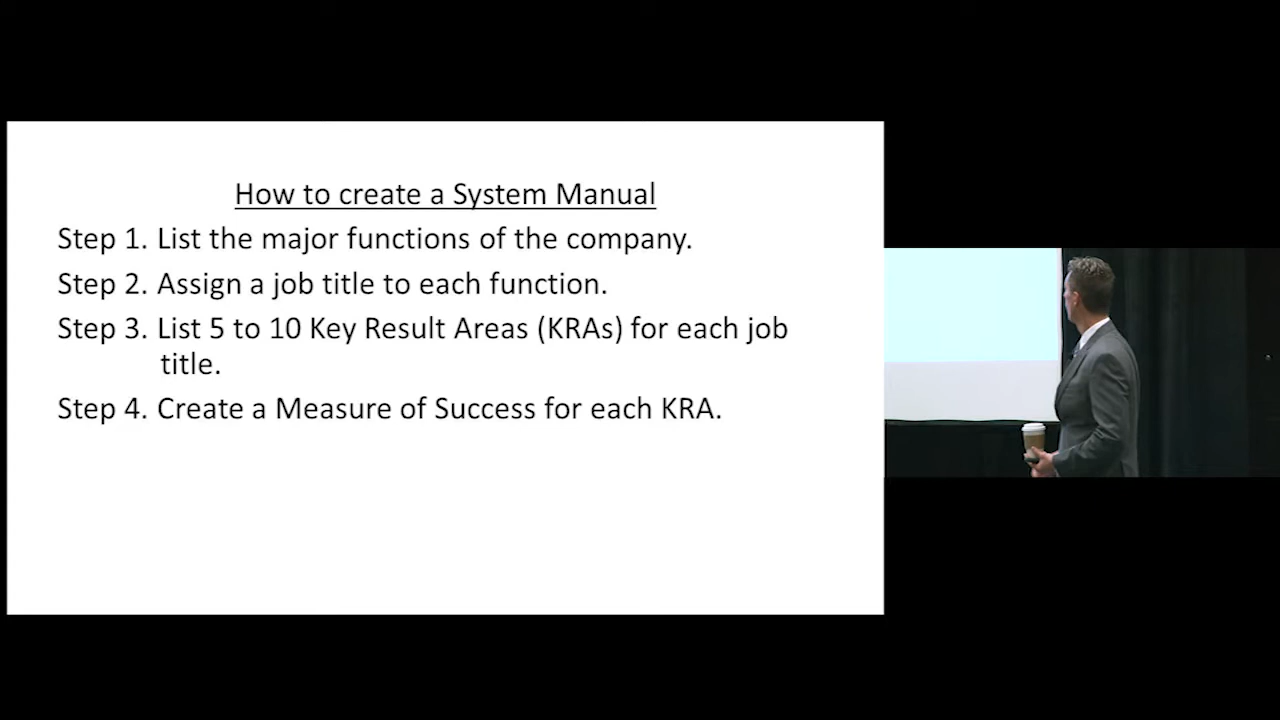 How to create a System Manual
Step 1. List the major functions of the company.
Step 2. Assign a job title to each function.
Step 3. List 5 to 10 Key Result Areas (KRAs) for each job
title.
Step 4. Create a Measure of Success for each KRA.